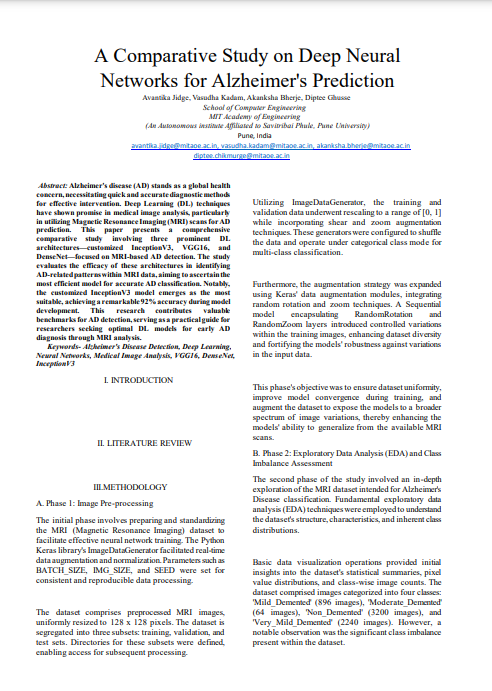 A Comparative Study on Deep Neural
Networks for Alzheimer's Prediction
Avantika Jidge, Vasudha Kadam, Akanksha Bherje, Diptee Ghusse
School of Computer Engineering
MIT Academy of Engineering
(An Autonomous institute Affiliated to Savitribai Phule, Pune University)
Pune, India
avantika.jidge@mitaoe.ac.in, vasudha.kadam@mitaoe.ac.in, akanksha.bherje@mitaoe.ac.in
diptee.chikmurge@mitaoe.ac.in
Abstract: Alzheimer's disease (AD) stands as a global health
concern, necessitating quick and accurate diagnostic methods
for effective intervention. Deep Learning (DL) techniques
have shown promise in medical image analysis, particularly
in utilizing Magnetic Resonance Imaging (MRI) scans for AD
prediction. This paper presents a comprehensive
comparative study involving three prominent DL
architectures—customized InceptionV3, VGG16, and
DenseNet—focused on MRI-based AD detection. The study
evaluates the efficacy of these architectures in identifying
AD-related patterns within MRI data, aiming to ascertain the
most efficient model for accurate AD classification. Notably,
the customized InceptionV3 model emerges as the most
suitable, achieving a remarkable 92% accuracy during model
development. This research contributes valuable
benchmarks for AD detection, serving as a practical guide for
researchers seeking optimal DL models for early AD
diagnosis through MRI analysis.
Keywords- Alzheimer's Disease Detection, Deep Learning,
Neural Networks, Medical Image Analysis, VGG16, DenseNet,
InceptionV3
I. INTRODUCTION
II. LITERATURE REVIEW
III.METHODOLOGY
A. Phase 1: Image Pre-processing
The initial phase involves preparing and standardizing
the MRI (Magnetic Resonance Imaging) dataset to
facilitate effective neural network training. The Python
Keras library's ImageDataGenerator facilitated real-time
data augmentation and normalization. Parameters such as
BATCH_SIZE, IMG_SIZE, and SEED were set for
consistent and reproducible data processing.
The dataset comprises preprocessed MRI images,
uniformly resized to 128 x 128 pixels. The dataset is
segregated into three subsets: training, validation, and
test sets. Directories for these subsets were defined,
enabling access for subsequent processing.
Utilizing ImageDataGenerator, the training and
validation data underwent rescaling to a range of [0, 1]
while incorporating shear and zoom augmentation
techniques. These generators were configured to shuffle
the data and operate under categorical class mode for
multi-class classification.
Furthermore, the augmentation strategy was expanded
using Keras' data augmentation modules, integrating
random rotation and zoom techniques. A Sequential
model encapsulating RandomRotation and
RandomZoom layers introduced controlled variations
within the training images, enhancing dataset diversity
and fortifying the models' robustness against variations
in the input data.
This phase's objective was to ensure dataset uniformity,
improve model convergence during training, and
augment the dataset to expose the models to a broader
spectrum of image variations, thereby enhancing the
models' ability to generalize from the available MRI
scans.
B. Phase 2: Exploratory Data Analysis (EDA) and Class
Imbalance Assessment
The second phase of the study involved an in-depth
exploration of the MRI dataset intended for Alzheimer's
Disease classification. Fundamental exploratory data
analysis (EDA) techniques were employed to understand
the dataset's structure, characteristics, and inherent class
distributions.
Basic data visualization operations provided initial
insights into the dataset's statistical summaries, pixel
value distributions, and class-wise image counts. The
dataset comprised images categorized into four classes:
'Mild_Demented' (896 images), 'Moderate_Demented'
(64 images), 'Non_Demented' (3200 images), and
'Very_Mild_Demented' (2240 images). However, a
notable observation was the significant class imbalance
present within the dataset.